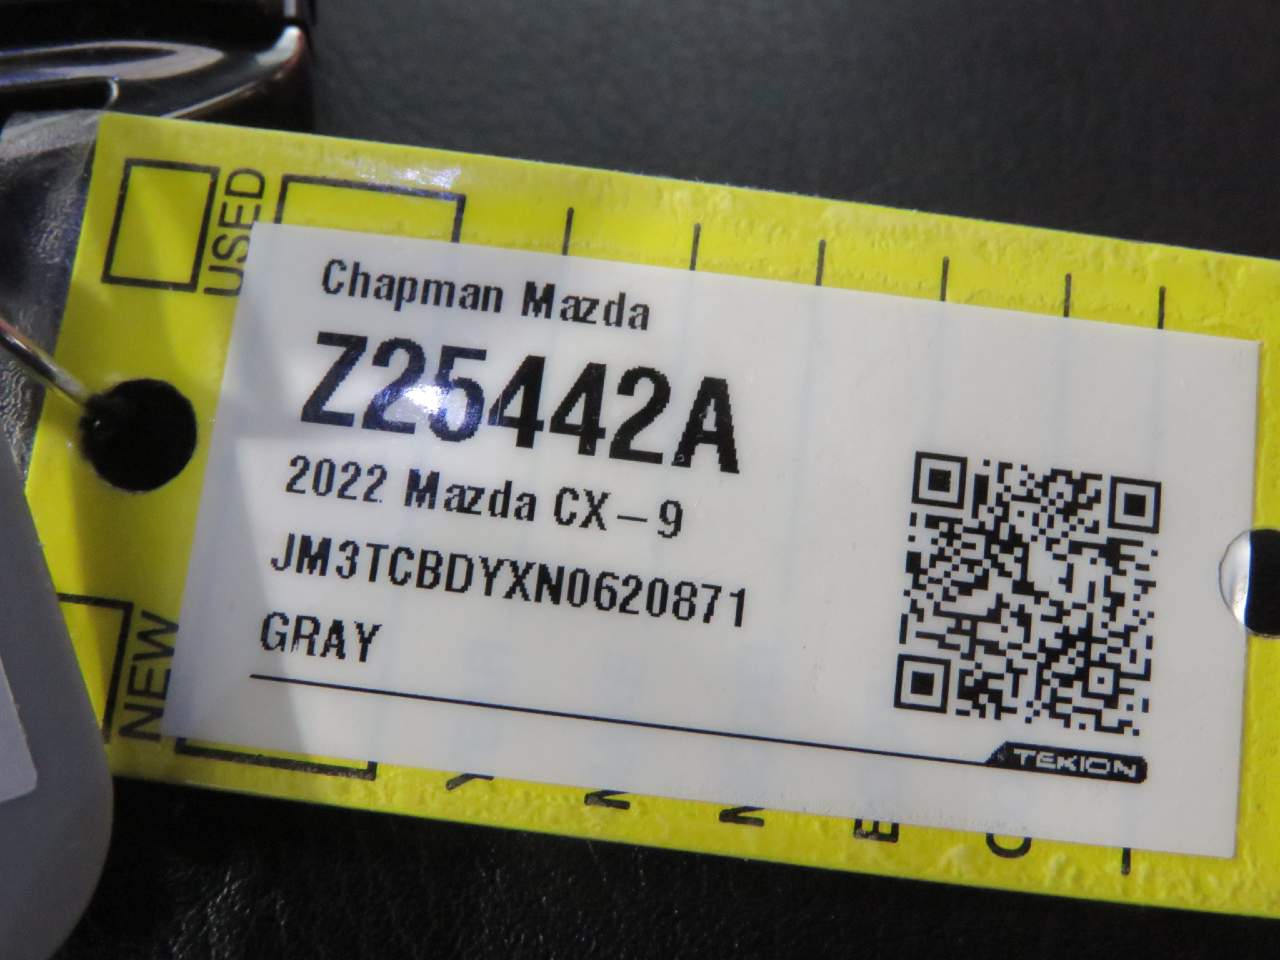 USED
Chapman Mazda
Z25442A
2022 Mazda CX-9
JM3TCBDYXN0620871
GRAY
NEW
TEKION